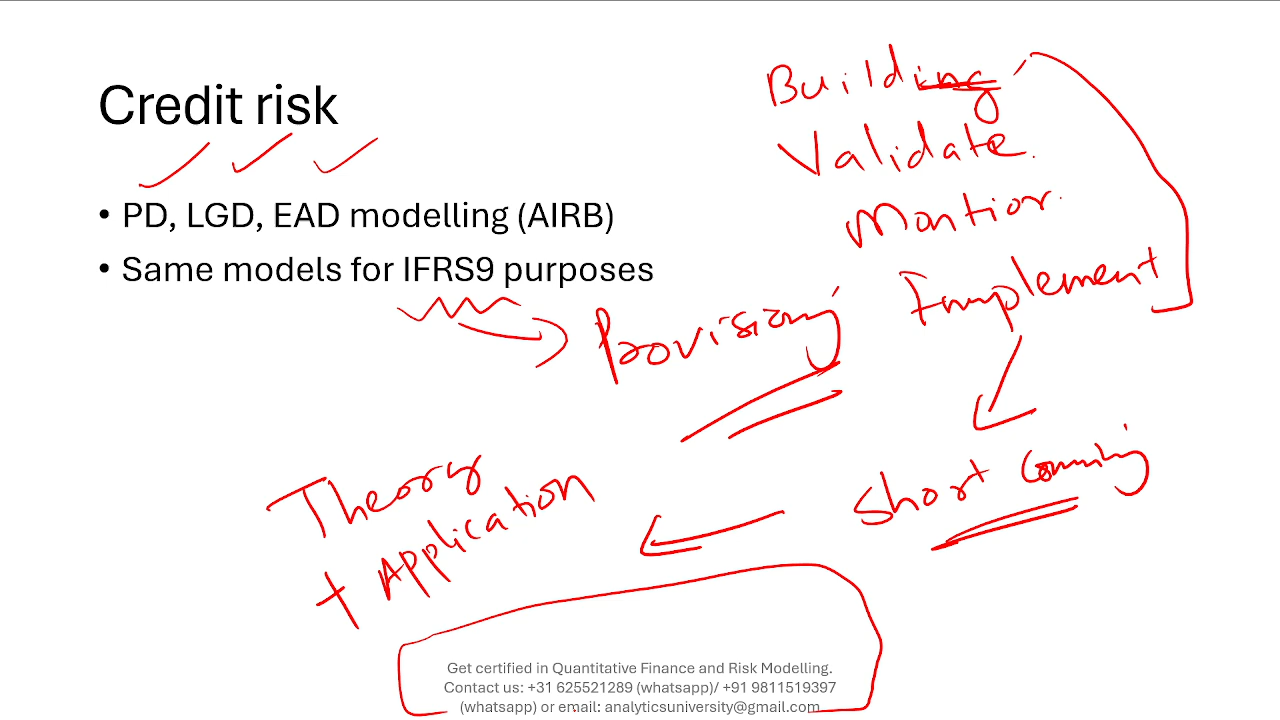 Credit risk
• PD, LGD, EAD modelling (AIRB)
• Same models for IFRS9 purposes
Building
Validate.
Montior.
Implement
Provisioning
Short Coming
Theory
+ Application
Get certified in Quantitative Finance and Risk Modelling.
Contact us: +31 625521289 (whatsapp)/ +91 9811519397
(whatsapp) or email: analyticsuniversity@gmail.com